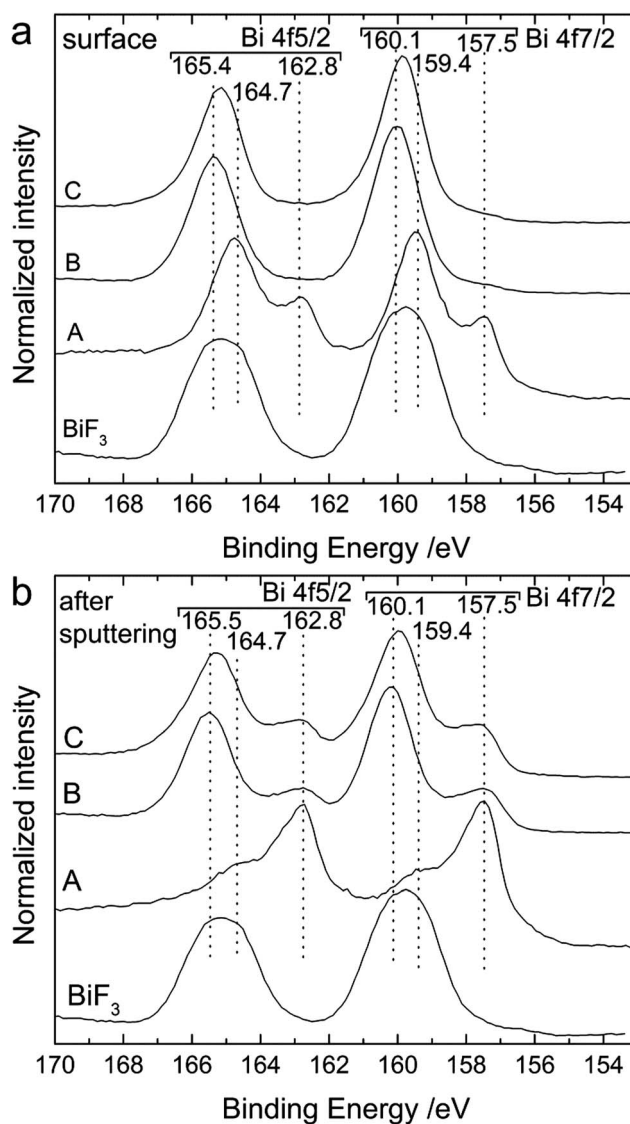 a
surface
Bi 4f5/2
Bi 4f7/2
165.4
162.8
160.1
157.5
164.7
159.4
C
B
A
BiF3
Normalized intensity
170 168 166 164 162 160 158 156 154
Binding Energy /eV
b
after
sputtering
Bi 4f5/2
Bi 4f7/2
165.5
162.8
160.1
157.5
164.7
159.4
C
B
A
BiF3
Normalized intensity
170 168 166 164 162 160 158 156 154
Binding Energy /eV